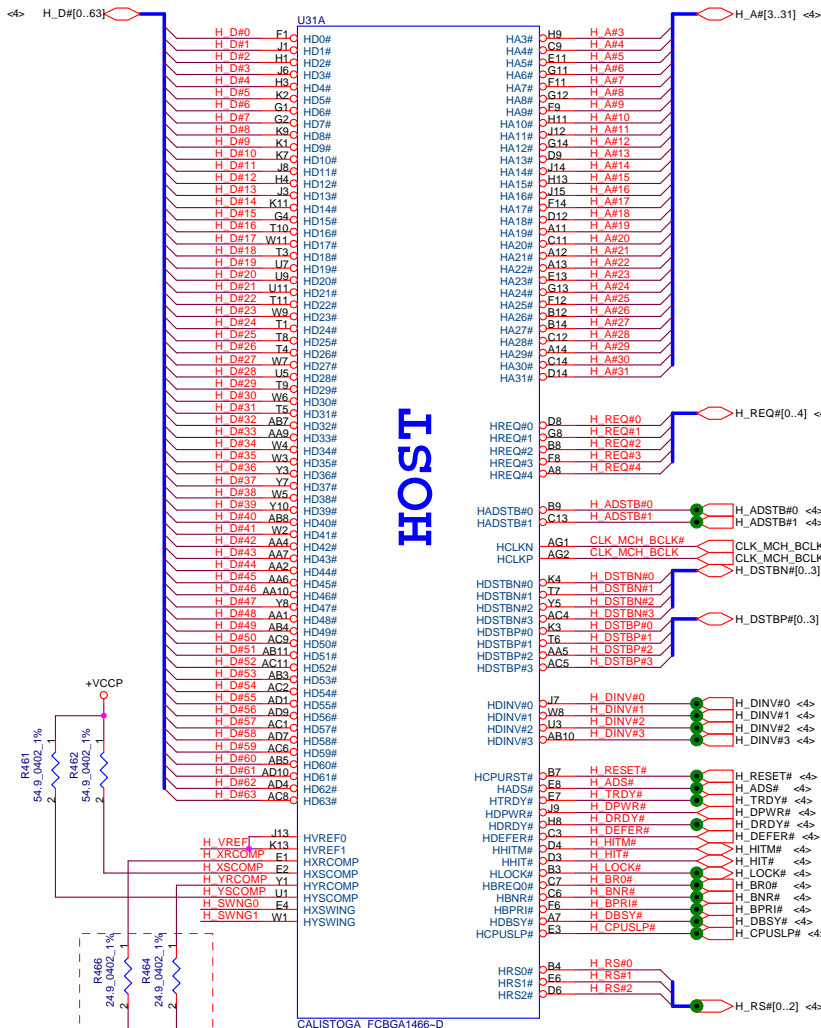 <4> H_D#[0..63]
U31A
H_A#[3..31] <4>
H_D#0 F1 HD0#
H_D#1 J1 HD1#
H_D#2 H1 HD2#
H_D#3 J6 HD3#
H_D#4 H3 HD4#
H_D#5 K2 HD5#
H_D#6 G1 HD6#
H_D#7 G2 HD7#
H_D#8 K9 HD8#
H_D#9 K1 HD9#
H_D#10 K7 HD10#
H_D#11 J8 HD11#
H_D#12 H4 HD12#
H_D#13 J3 HD13#
H_D#14 K11 HD14#
H_D#15 G4 HD15#
H_D#16 T10 HD16#
H_D#17 W11 HD17#
H_D#18 T3 HD18#
H_D#19 U7 HD19#
H_D#20 U9 HD20#
H_D#21 U11 HD21#
H_D#22 T11 HD22#
H_D#23 W9 HD23#
H_D#24 T1 HD24#
H_D#25 T8 HD25#
H_D#26 T4 HD26#
H_D#27 W7 HD27#
H_D#28 U5 HD28#
H_D#29 T9 HD29#
H_D#30 W6 HD30#
H_D#31 T5 HD31#
H_D#32 AB7 HD32#
H_D#33 AA9 HD33#
H_D#34 W4 HD34#
H_D#35 W3 HD35#
H_D#36 Y3 HD36#
H_D#37 Y7 HD37#
H_D#38 W5 HD38#
H_D#39 Y10 HD39#
H_D#40 AB8 HD40#
H_D#41 W2 HD41#
H_D#42 AA4 HD42#
H_D#43 AA7 HD43#
H_D#44 AA2 HD44#
H_D#45 AA6 HD45#
H_D#46 AA10 HD46#
H_D#47 Y8 HD47#
H_D#48 AA1 HD48#
H_D#49 AB4 HD49#
H_D#50 AC9 HD50#
H_D#51 AB11 HD51#
H_D#52 AC11 HD52#
H_D#53 AB3 HD53#
H_D#54 AC2 HD54#
H_D#55 AD1 HD55#
H_D#56 AD9 HD56#
H_D#57 AC1 HD57#
H_D#58 AD7 HD58#
H_D#59 AC6 HD59#
H_D#60 AB5 HD60#
H_D#61 AD10 HD61#
H_D#62 AD4 HD62#
H_D#63 AC8 HD63#
+VCCP
R461 54.9_0402_1% 1 2
R462 54.9_0402_1% 1 2
H_VREF J13 HVREF0
K13 HVREF1
H_XRCOMP E1 HXRCOMP
H_XSCOMP E2 HXSCOMP
H_YRCOMP Y1 HYRCOMP
H_YSCOMP U1 HYSCOMP
H_SWNG0 E4 HXSWING
H_SWNG1 W1 HYSWING
R466 24.9_0402_1% 1 2
R464 24.9_0402_1% 1 2
HOST
HA3# H9 H_A#3
HA4# C9 H_A#4
HA5# E11 H_A#5
HA6# G11 H_A#6
HA7# F11 H_A#7
HA8# G12 H_A#8
HA9# F9 H_A#9
HA10# H11 H_A#10
HA11# J12 H_A#11
HA12# G14 H_A#12
HA13# D9 H_A#13
HA14# J14 H_A#14
HA15# H13 H_A#15
HA16# J15 H_A#16
HA17# F14 H_A#17
HA18# D12 H_A#18
HA19# A11 H_A#19
HA20# C11 H_A#20
HA21# A12 H_A#21
HA22# A13 H_A#22
HA23# E13 H_A#23
HA24# G13 H_A#24
HA25# F12 H_A#25
HA26# B12 H_A#26
HA27# B14 H_A#27
HA28# C12 H_A#28
HA29# A14 H_A#29
HA30# C14 H_A#30
HA31# D14 H_A#31
HREQ#0 D8 H_REQ#0 H_REQ#[0..4]
HREQ#1 G8 H_REQ#1
HREQ#2 B8 H_REQ#2
HREQ#3 F8 H_REQ#3
HREQ#4 A8 H_REQ#4
HADSTB#0 B9 H_ADSTB#0 H_ADSTB#0 <4>
HADSTB#1 C13 H_ADSTB#1 H_ADSTB#1 <4>
HCLKN AG1 CLK_MCH_BCLK# CLK_MCH_BCLK
HCLKP AG2 CLK_MCH_BCLK CLK_MCH_BCLK
H_DSTBN#[0..3]
HDSTBN#0 K4 H_DSTBN#0
HDSTBN#1 T7 H_DSTBN#1
HDSTBN#2 Y5 H_DSTBN#2
HDSTBN#3 AC4 H_DSTBN#3
HDSTBP#0 K3 H_DSTBP#0 H_DSTBP#[0..3]
HDSTBP#1 T6 H_DSTBP#1
HDSTBP#2 AA5 H_DSTBP#2
HDSTBP#3 AC5 H_DSTBP#3
HDINV#0 J7 H_DINV#0 H_DINV#0 <4>
HDINV#1 W8 H_DINV#1 H_DINV#1 <4>
HDINV#2 U3 H_DINV#2 H_DINV#2 <4>
HDINV#3 AB10 H_DINV#3 H_DINV#3 <4>
HCPURST# B7 H_RESET# H_RESET# <4>
HADS# E8 H_ADS# H_ADS# <4>
HTRDY# E7 H_TRDY# H_TRDY# <4>
HDPWR# J9 H_DPWR# H_DPWR# <4>
HDRDY# H8 H_DRDY# H_DRDY# <4>
HDEFER# C3 H_DEFER# H_DEFER# <4>
HHITM# D4 H_HITM# H_HITM# <4>
HHIT# D3 H_HIT# H_HIT# <4>
HLOCK# B3 H_LOCK# H_LOCK# <4>
HBREQ0# C7 H_BR0# H_BR0# <4>
HBNR# C6 H_BNR# H_BNR# <4>
HBPRI# F6 H_BPRI# H_BPRI# <4>
HDBSY# A7 H_DBSY# H_DBSY# <4>
HCPUSLP# E3 H_CPUSLP# H_CPUSLP# <4>
HRS0# B4 H_RS#0
HRS1# E6 H_RS#1
HRS2# D6 H_RS#2 H_RS#[0..2] <4>
CALISTOGA_FCBGA1466~D